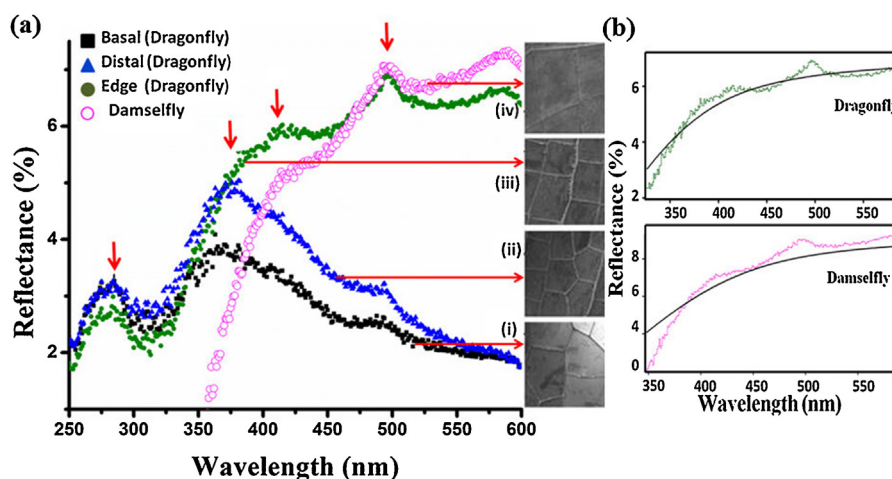 (a)
Basal (Dragonfly)
Distal (Dragonfly)
Edge (Dragonfly)
Damselfly
Reflectance (%)
6
4
2
250 300 350 400 450 500 550 600
Wavelength (nm)
(iv)
(iii)
(ii)
(i)
(b)
Reflectance (%)
6
4
2
Dragonfly
325 350 400 450 500 550
8
6
4
0
Damselfly
350 400 450 500 550
Wavelength (nm)